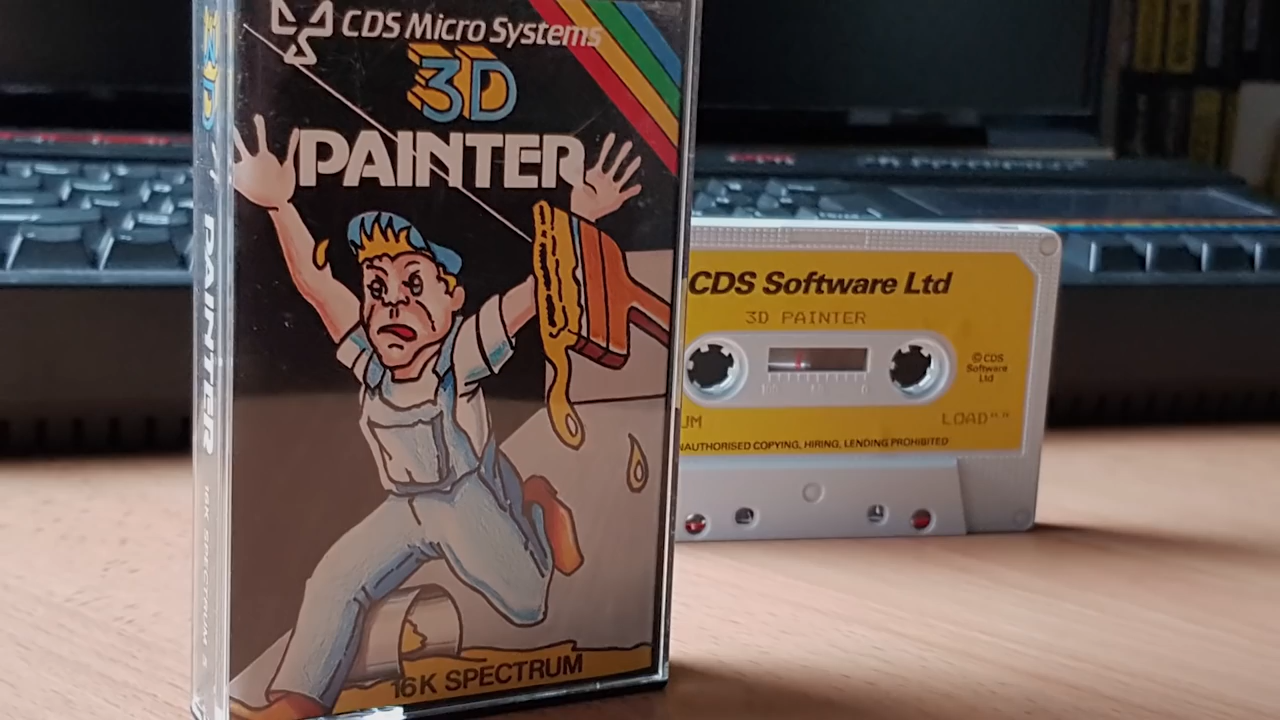 CDS Micro Systems
3D
PAINTER
16K SPECTRUM
3D PAINTER 16K SPECTRUM
CDS Software Ltd
3D PAINTER
© CDS
Software
Ltd
LOAD""
COPYING, HIRING, LENDING PROHIBITED